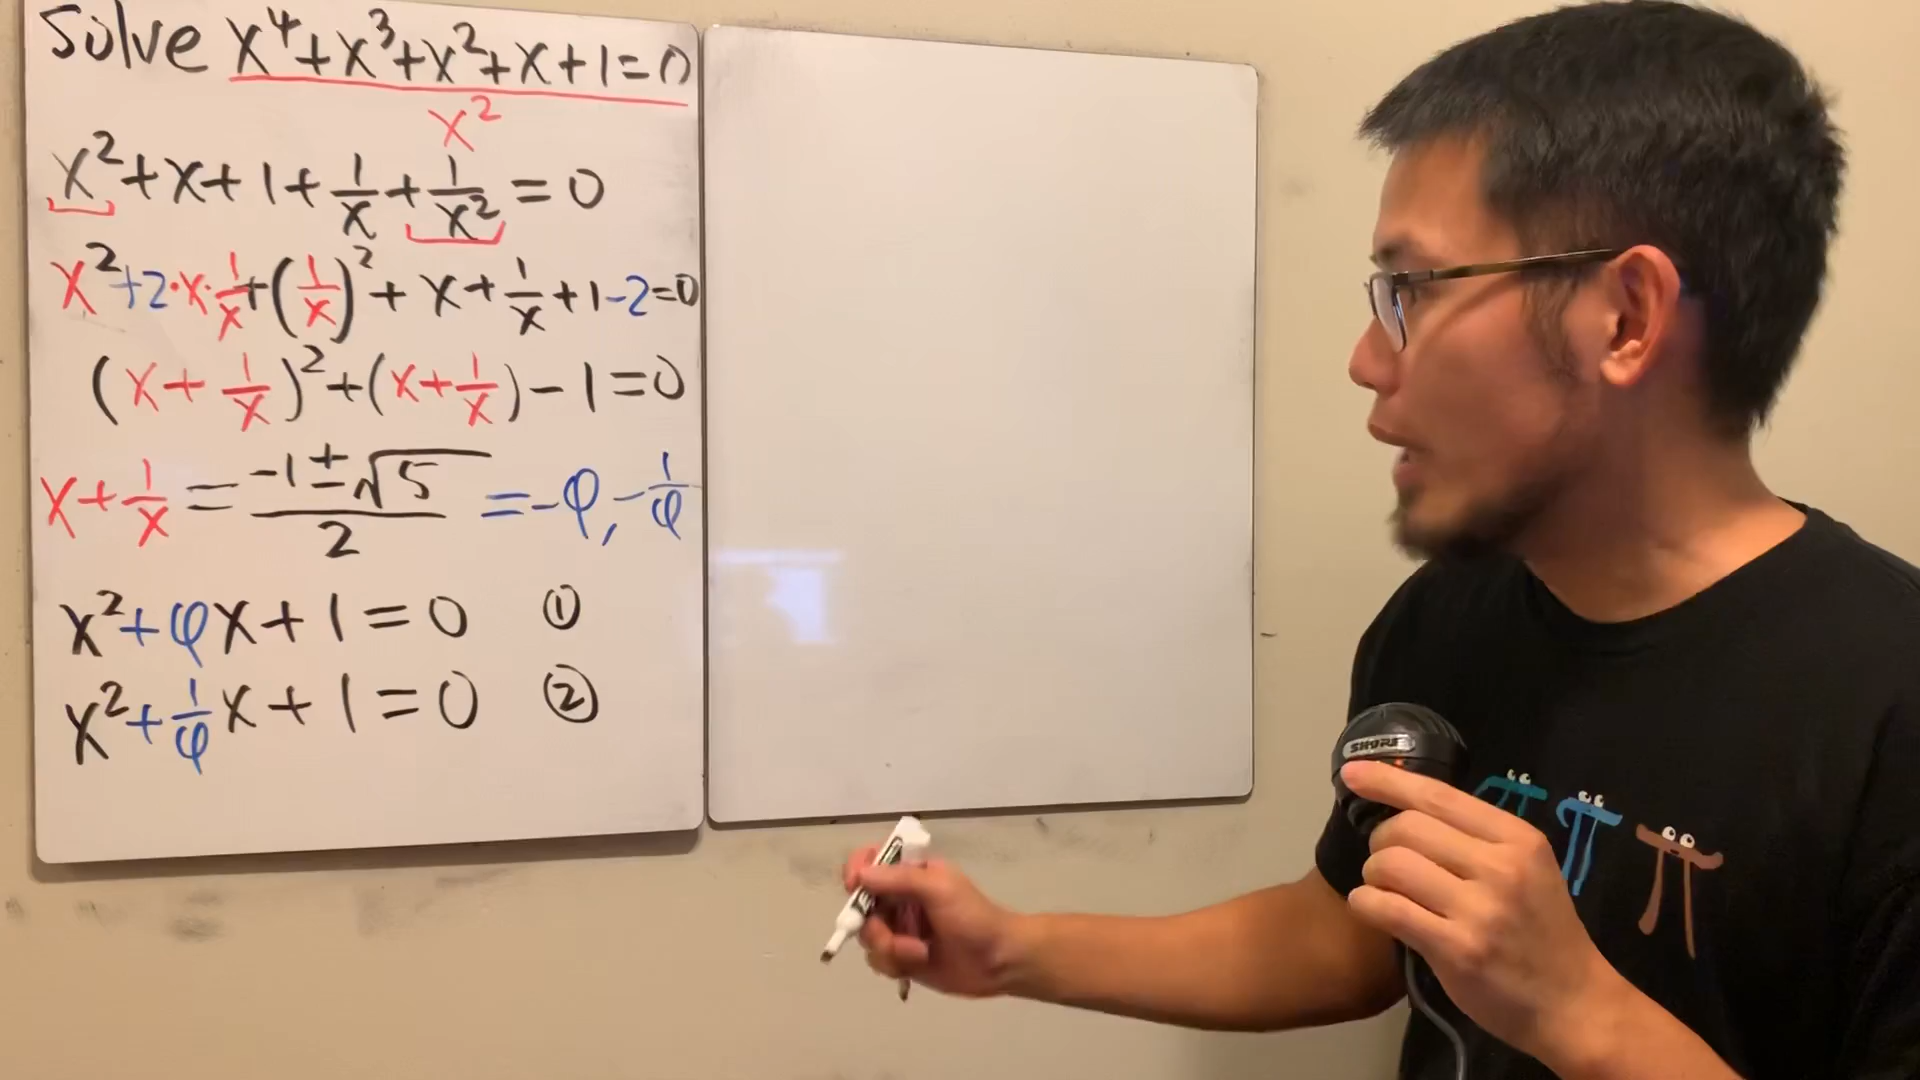 Solve x⁴+x³+x²+x+1=0
x²
x²+x+1+1/x+1/x²=0
x²+2·x·1/x+(1/x)²+x+1/x+1-2=0
(x+1/x)²+(x+1/x)-1=0
x+1/x=(-1±√5)/2=-φ,-1/φ
x²+φx+1=0 ①
x²+1/φx+1=0 ②
SHURE